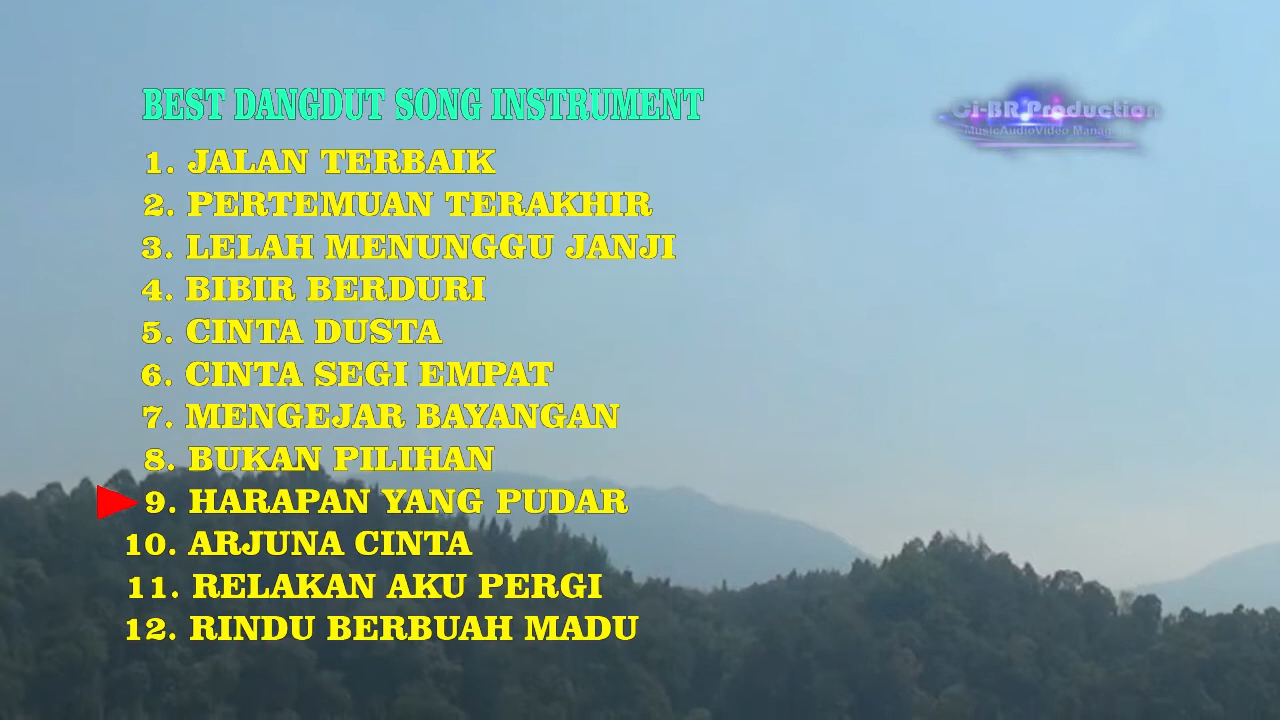 BEST DANGDUT SONG INSTRUMENT
Ci-BR Production
MusicAudioVideo
1. JALAN TERBAIK
2. PERTEMUAN TERAKHIR
3. LELAH MENUNGGU JANJI
4. BIBIR BERDURI
5. CINTA DUSTA
6. CINTA SEGI EMPAT
7. MENGEJAR BAYANGAN
8. BUKAN PILIHAN
9. HARAPAN YANG PUDAR
10. ARJUNA CINTA
11. RELAKAN AKU PERGI
12. RINDU BERBUAH MADU